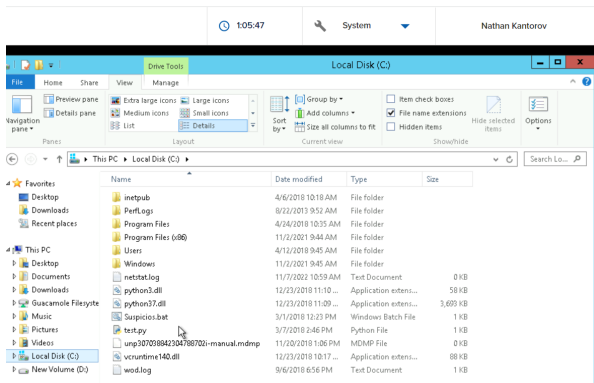 1:05:47 System Nathan Kantorov
Drive Tools Local Disk (C:)
File Home Share View Manage
Navigation pane Preview pane Details pane
Extra large icons Large icons
Medium icons Small icons
List Details
Sort by Group by
Add columns
Size all columns to fit
Item check boxes
File name extensions
Hidden items
Hide selected items
Options
Panes Layout Current view Show/hide
This PC Local Disk (C:) Search Lo...
Name Date modified Type Size
Favorites
Desktop
Downloads
Recent places
This PC
Desktop
Documents
Downloads
Guacamole Filesyste
Music
Pictures
Videos
Local Disk (C:)
New Volume (D:)
inetpub 4/6/2018 10:18 AM File folder
PerfLogs 8/22/2013 9:52 AM File folder
Program Files 4/24/2018 10:35 AM File folder
Program Files (x86) 11/2/2021 9:44 AM File folder
Users 4/12/2018 9:45 AM File folder
Windows 11/2/2021 9:45 AM File folder
netstat.log 11/7/2022 10:59 AM Text Document 0 KB
python3.dll 12/23/2018 11:10 ... Application extens... 58 KB
python37.dll 12/23/2018 11:09 ... Application extens... 3,693 KB
Suspicios.bat 3/1/2018 12:23 PM Windows Batch File 1 KB
test.py 3/7/2018 2:46 PM Python File 1 KB
unp307038842304788702i-manual.mdmp 11/20/2018 1:06 PM MDMP File 0 KB
vcruntime140.dll 12/23/2018 10:17 ... Application extens... 88 KB
wod.log 9/6/2018 6:56 PM Text Document 1 KB